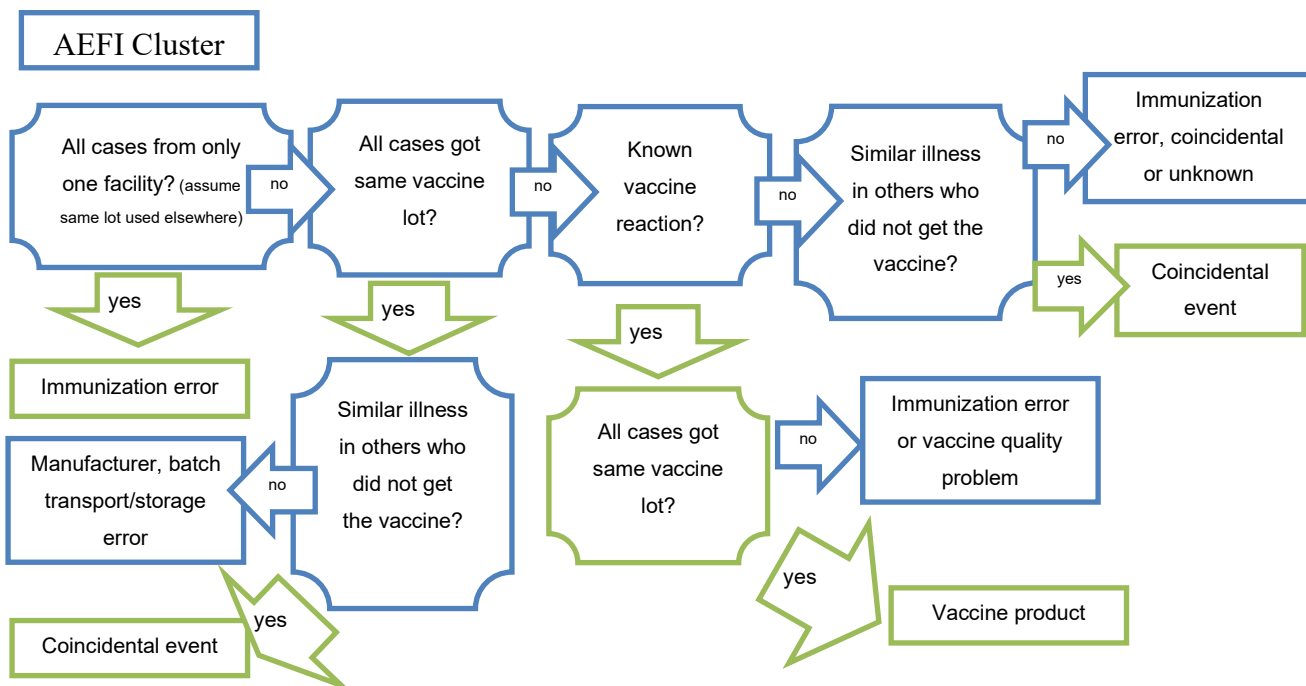 AEFI Cluster
All cases from only
one facility? (assume
same lot used elsewhere)
no
All cases got
same vaccine
lot?
no
Known
vaccine
reaction?
no
Similar illness
in others who
did not get the
vaccine?
no
Immunization
error, coincidental
or unknown
yes
Coincidental
event
yes
Immunization error
yes
Similar illness
in others who
did not get
the vaccine?
no
Manufacturer, batch
transport/storage
error
yes
Coincidental event
yes
All cases got
same vaccine
lot?
no
Immunization error
or vaccine quality
problem
yes
Vaccine product